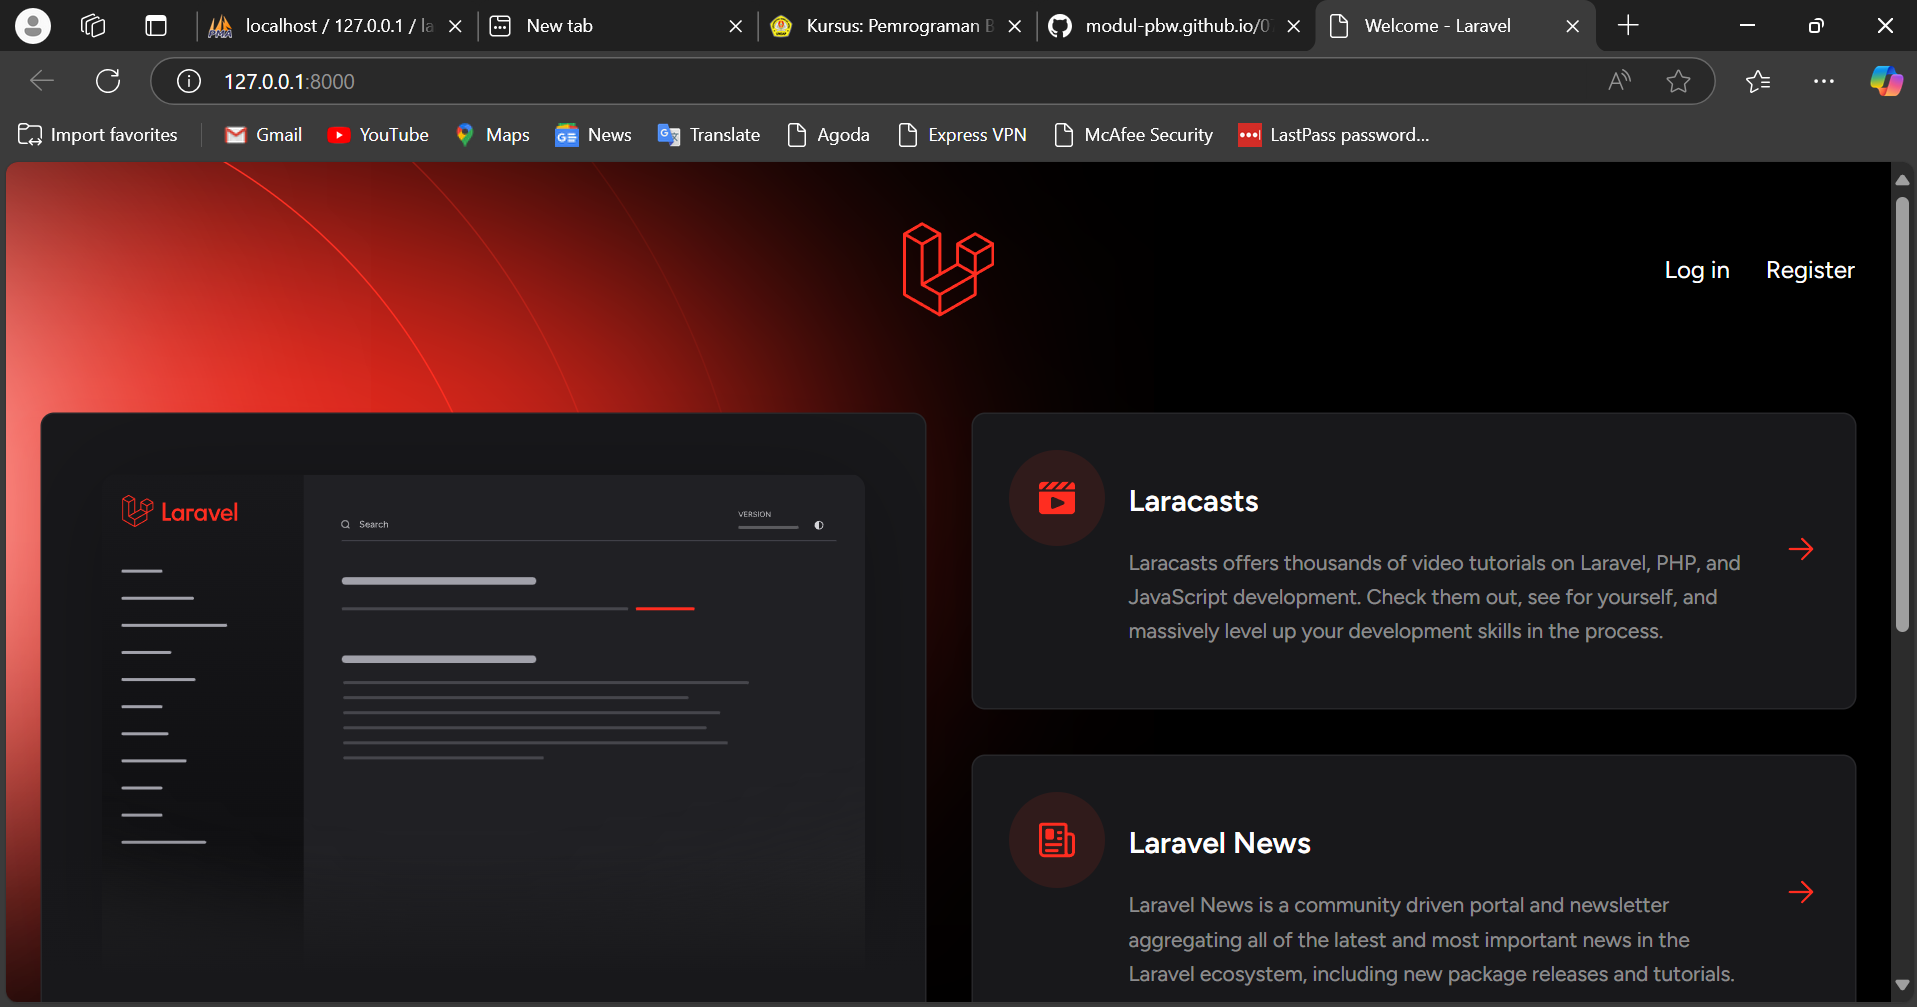 localhost / 127.0.0.1 / la
New tab
Kursus: Pemrograman B
modul-pbw.github.io/0
Welcome - Laravel
127.0.0.1:8000
Import favorites
Gmail
YouTube
Maps
News
Translate
Agoda
Express VPN
McAfee Security
LastPass password...
Log in
Register
Laravel
Search
VERSION
Laracasts
Laracasts offers thousands of video tutorials on Laravel, PHP, and
JavaScript development. Check them out, see for yourself, and
massively level up your development skills in the process.
Laravel News
Laravel News is a community driven portal and newsletter
aggregating all of the latest and most important news in the
Laravel ecosystem, including new package releases and tutorials.